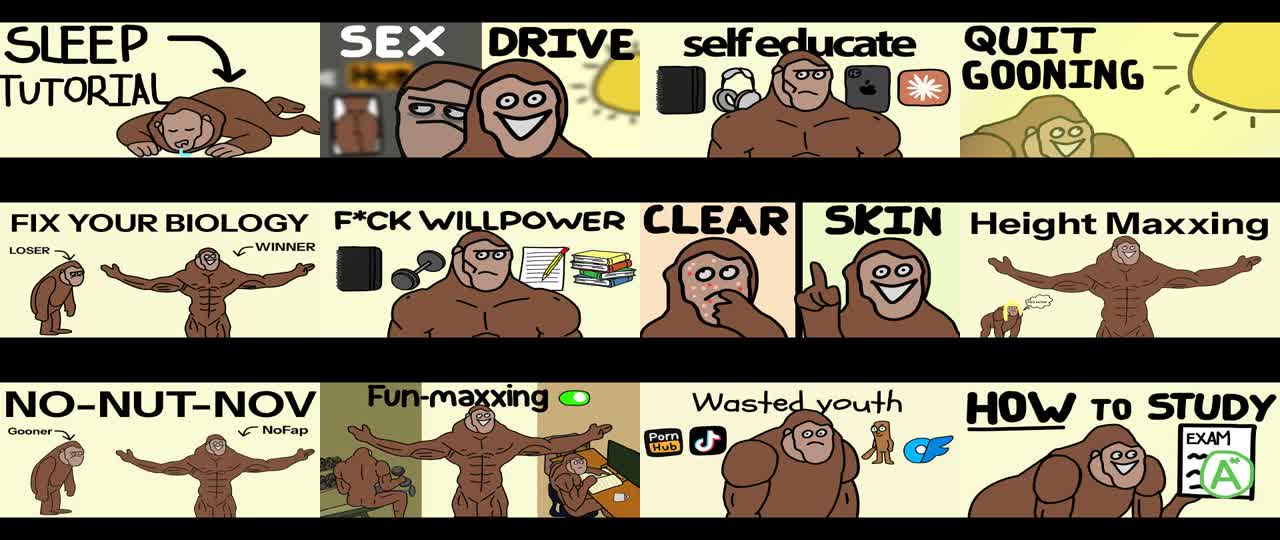 SLEEP
TUTORIAL
SEX DRIVE
Hub
self educate
QUIT
GOONING
FIX YOUR BIOLOGY
LOSER
WINNER
F*CK WILLPOWER
CLEAR SKIN
Height Maxxing
NO-NUT-NOV
Gooner
NoFap
Fun-maxxing
Wasted youth
Porn
Hub
HOW TO STUDY
EXAM
A*